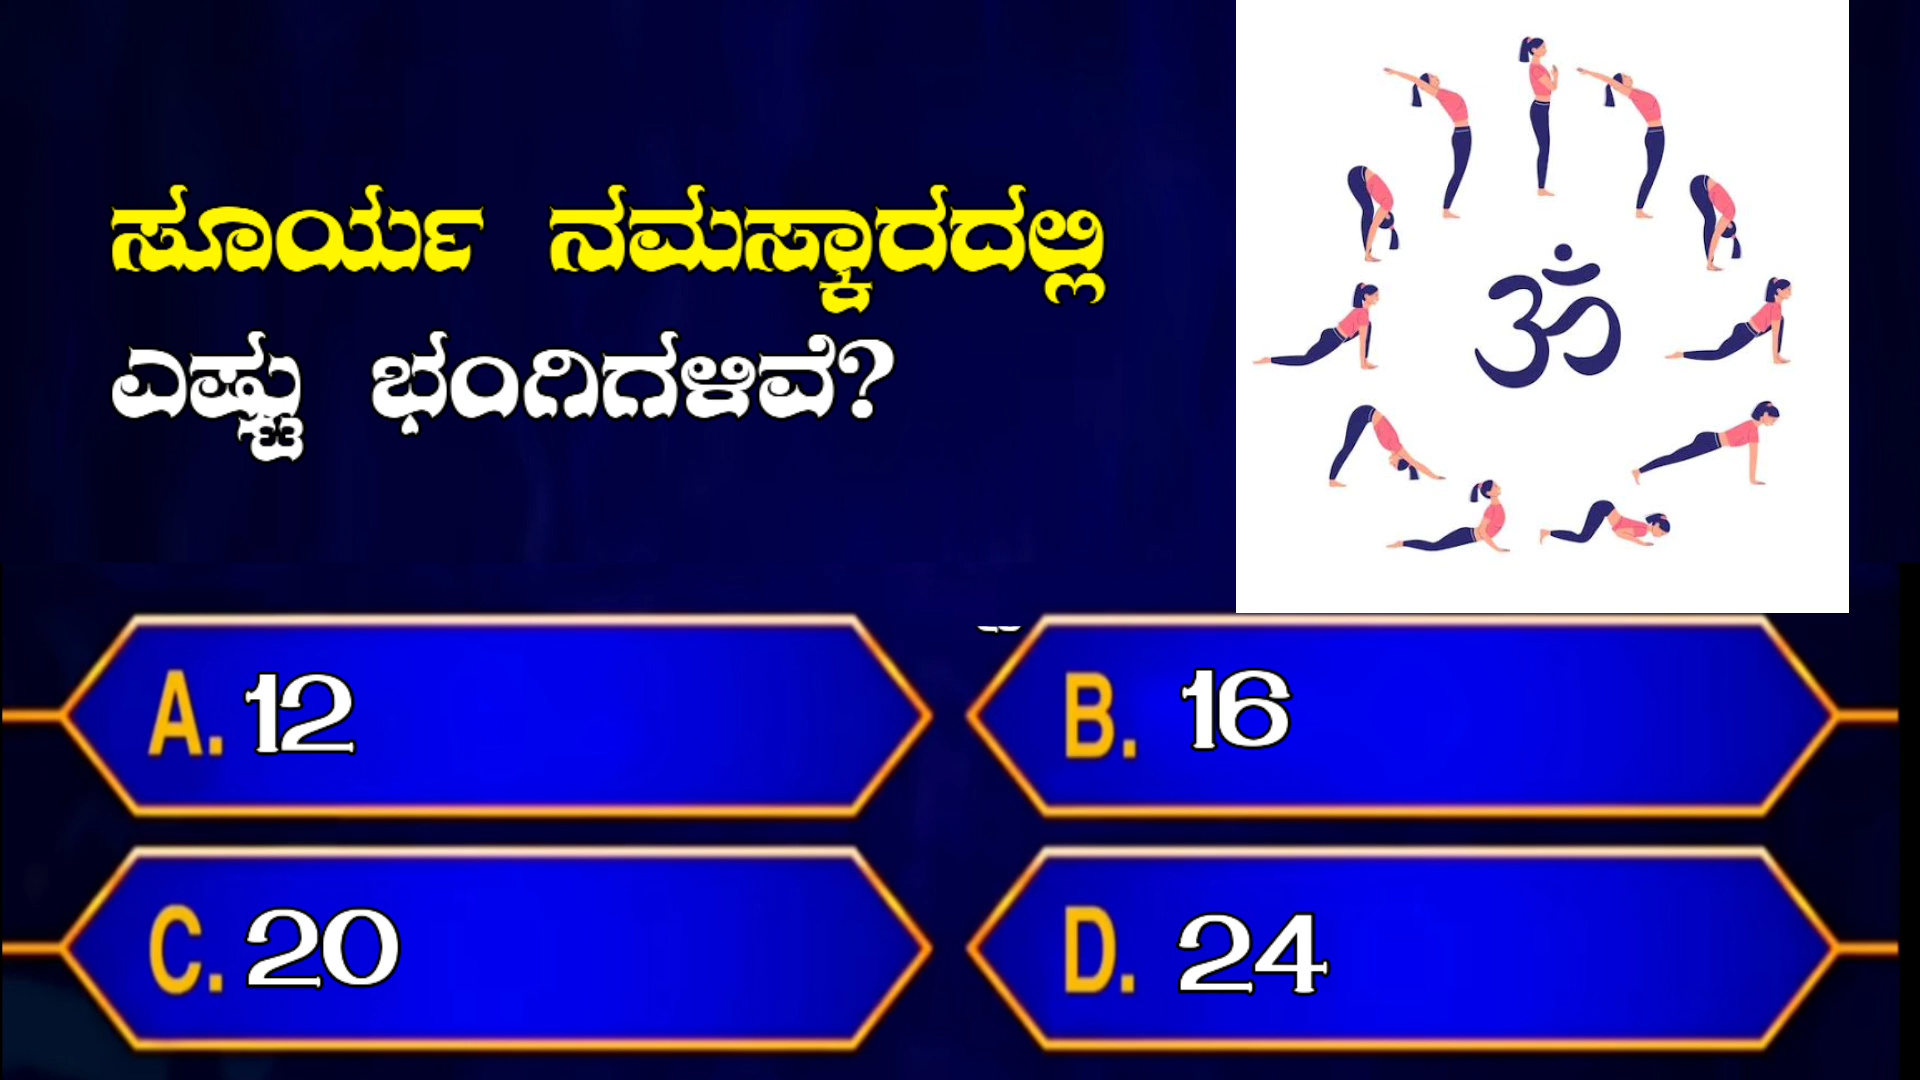 ಸೂರ್ಯ ನಮಸ್ಕಾರದಲ್ಲಿ
ಎಷ್ಟು ಭಂಗಿಗಳಿವೆ?
ॐ
A. 12
B. 16
C. 20
D. 24